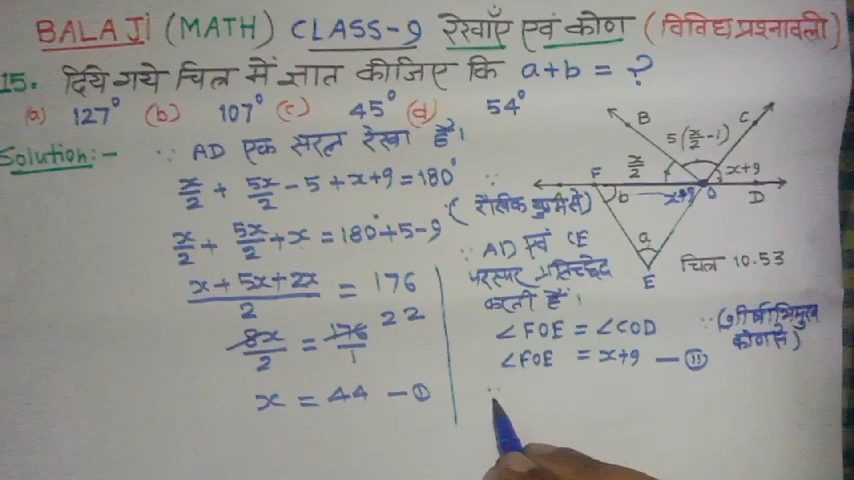 BALAJI (MATH) CLASS-9 रेखाएँ एवं कोण (विविध प्रश्नावली)
15. दिये गये चित्र में ज्ञात कीजिए कि a+b = ?
(a) 127° (b) 107° (c) 45° (d) 54°
Solution:- ∵ AD एक सरल रेखा है।
x/2 + 5x/2 - 5 + x+9 = 180° ∵
(रैखिक युग्म से)
x/2 + 5x/2 + x = 180°+5-9
(x+5x+2x)/2 = 176
8x/2 = 176/1 22
x = 44 — ①
∵ AD एवं CE
परस्पर प्रतिच्छेद
करती हैं।
∠FOE = ∠COD ∵ (शीर्षाभिमुख
कोण से)
∠FOE = x+9 — ⑪
∵
B C
5(x/2 -1)
x/2 x+9
F b x+9 O D
a
E
चित्र 10.53